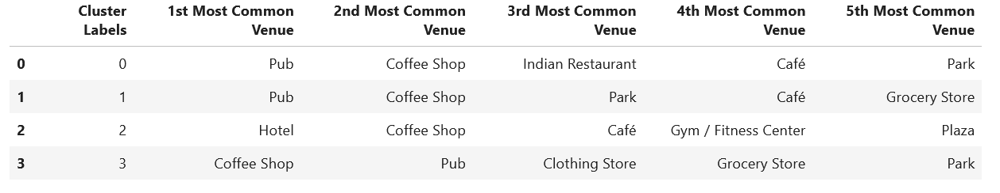 Cluster Labels 1st Most Common Venue 2nd Most Common Venue 3rd Most Common Venue 4th Most Common Venue 5th Most Common Venue
0 0 Pub Coffee Shop Indian Restaurant Café Park
1 1 Pub Coffee Shop Park Café Grocery Store
2 2 Hotel Coffee Shop Café Gym / Fitness Center Plaza
3 3 Coffee Shop Pub Clothing Store Grocery Store Park